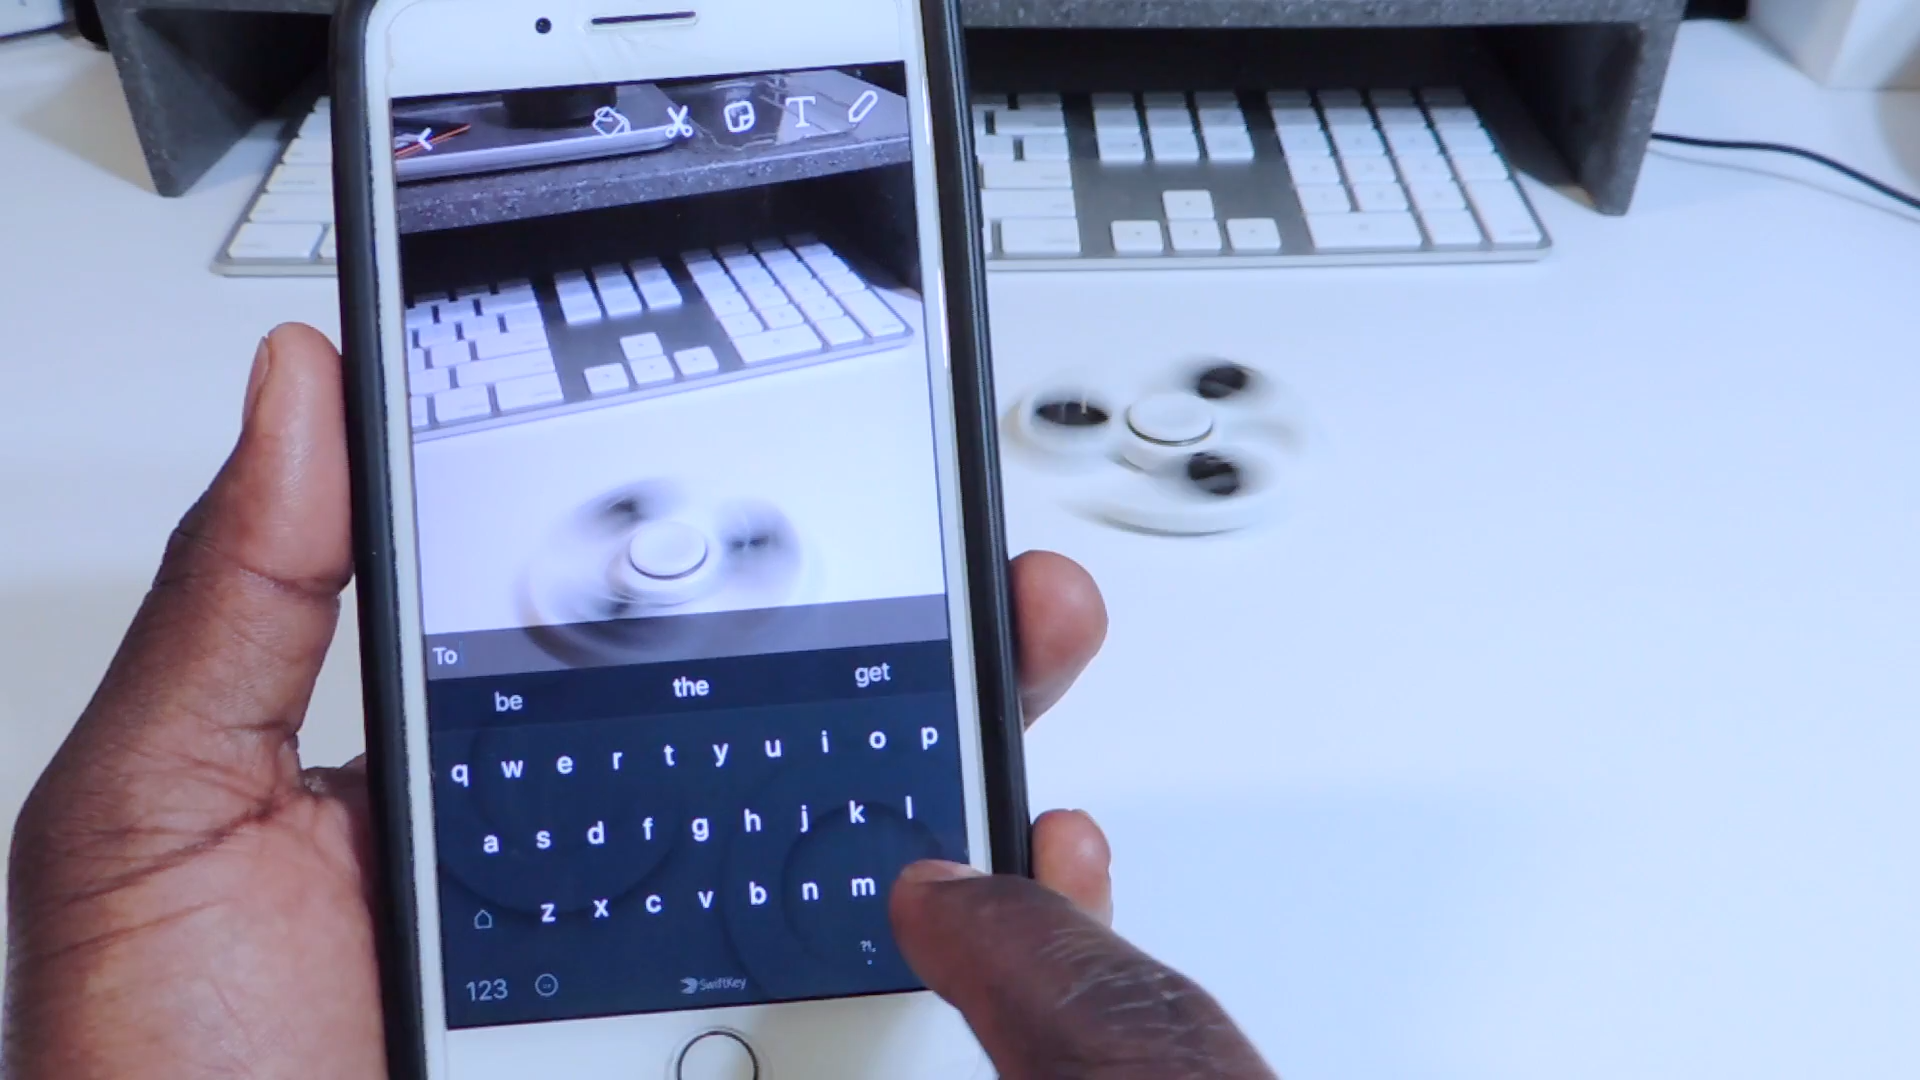 T
To
be the get
q w e r t y u i o p
a s d f g h j k l
z x c v b n m
?!,
.
123 SwiftKey